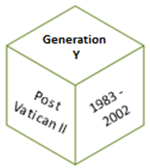 Generation
Y
Post
Vatican II
1983 -
2002